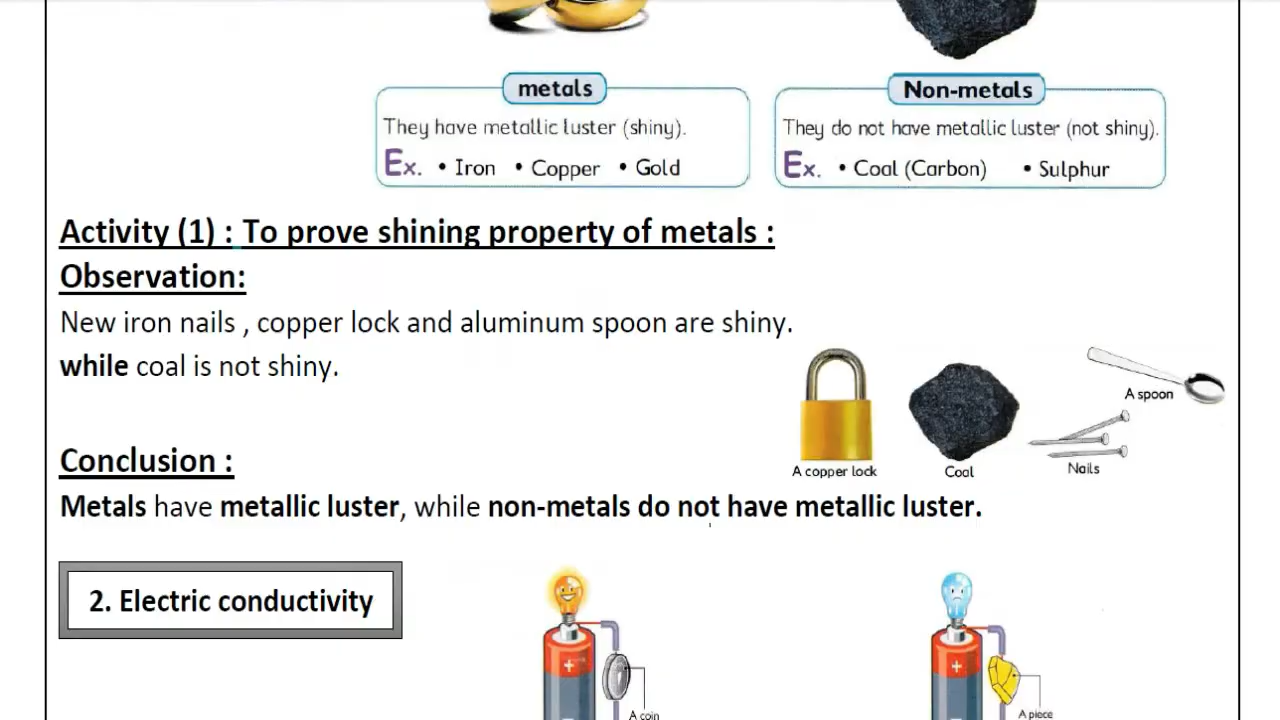 metals
They have metallic luster (shiny).
Ex. • Iron • Copper • Gold
Non-metals
They do not have metallic luster (not shiny).
Ex. • Coal (Carbon) • Sulphur
Activity (1) : To prove shining property of metals :
Observation:
New iron nails , copper lock and aluminum spoon are shiny.
while coal is not shiny.
A spoon
A copper lock
Coal
Nails
Conclusion :
Metals have metallic luster, while non-metals do not have metallic luster.
2. Electric conductivity
+
A coin
+
A piece